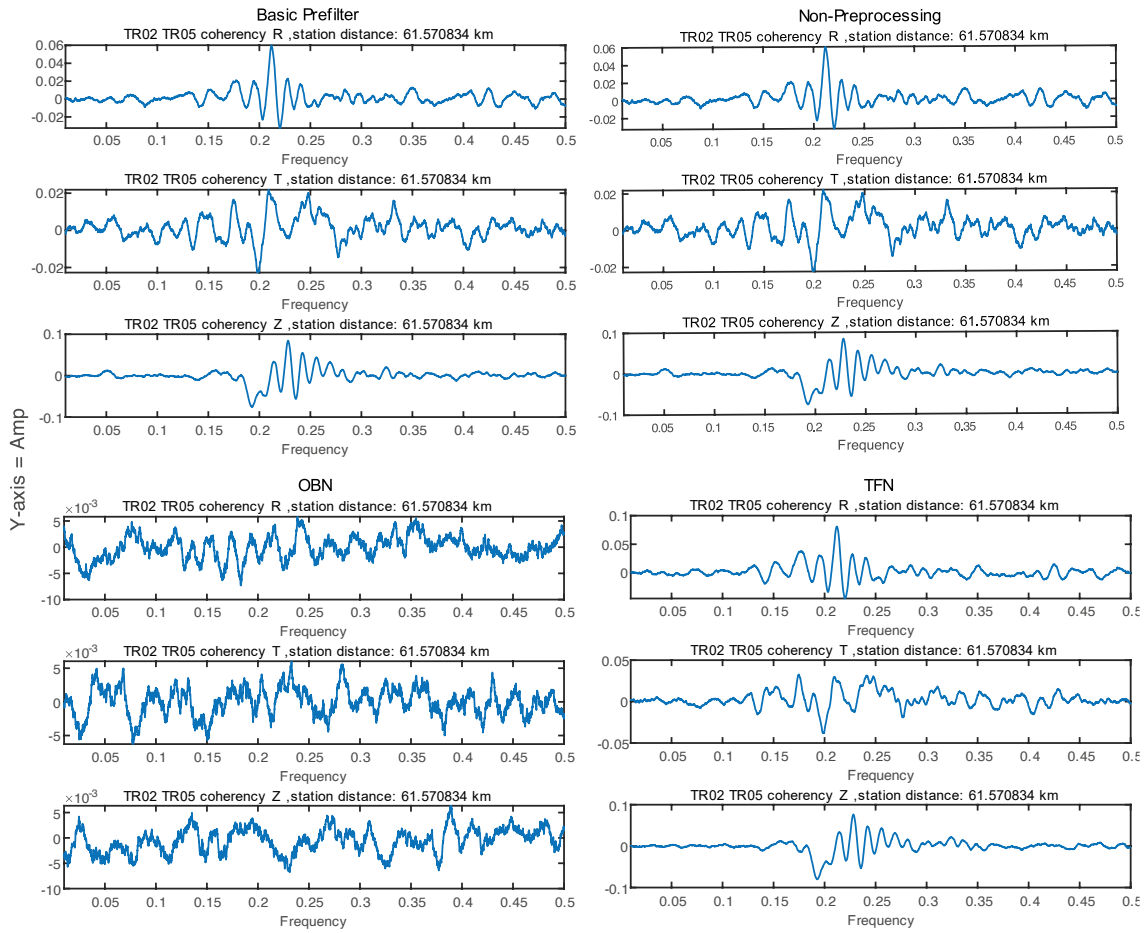 Basic Prefilter
TR02 TR05 coherency R ,station distance: 61.570834 km
0.06
0.04
0.02
0
-0.02
0.05 0.1 0.15 0.2 0.25 0.3 0.35 0.4 0.45 0.5
Frequency
TR02 TR05 coherency T ,station distance: 61.570834 km
0.02
0
-0.02
0.05 0.1 0.15 0.2 0.25 0.3 0.35 0.4 0.45 0.5
Frequency
TR02 TR05 coherency Z ,station distance: 61.570834 km
0.1
0
-0.1
0.05 0.1 0.15 0.2 0.25 0.3 0.35 0.4 0.45 0.5
Frequency
Non-Preprocessing
TR02 TR05 coherency R ,station distance: 61.570834 km
0.06
0.04
0.02
0
-0.02
0.05 0.1 0.15 0.2 0.25 0.3 0.35 0.4 0.45 0.5
Frequency
TR02 TR05 coherency T ,station distance: 61.570834 km
0.02
0
-0.02
0.05 0.1 0.15 0.2 0.25 0.3 0.35 0.4 0.45 0.5
Frequency
TR02 TR05 coherency Z ,station distance: 61.570834 km
0.1
0
-0.1
0.05 0.1 0.15 0.2 0.25 0.3 0.35 0.4 0.45 0.5
Frequency
Y-axis = Amp
OBN
×10⁻³
TR02 TR05 coherency R ,station distance: 61.570834 km
5
0
-5
-10
0.05 0.1 0.15 0.2 0.25 0.3 0.35 0.4 0.45 0.5
Frequency
×10⁻³
TR02 TR05 coherency T ,station distance: 61.570834 km
5
0
-5
0.05 0.1 0.15 0.2 0.25 0.3 0.35 0.4 0.45 0.5
Frequency
×10⁻³
TR02 TR05 coherency Z ,station distance: 61.570834 km
5
0
-5
-10
0.05 0.1 0.15 0.2 0.25 0.3 0.35 0.4 0.45 0.5
Frequency
TFN
TR02 TR05 coherency R ,station distance: 61.570834 km
0.1
0.05
0
0.05 0.1 0.15 0.2 0.25 0.3 0.35 0.4 0.45 0.5
Frequency
TR02 TR05 coherency T ,station distance: 61.570834 km
0.05
0
-0.05
0.05 0.1 0.15 0.2 0.25 0.3 0.35 0.4 0.45 0.5
Frequency
TR02 TR05 coherency Z ,station distance: 61.570834 km
0.1
0
-0.1
0.05 0.1 0.15 0.2 0.25 0.3 0.35 0.4 0.45 0.5
Frequency